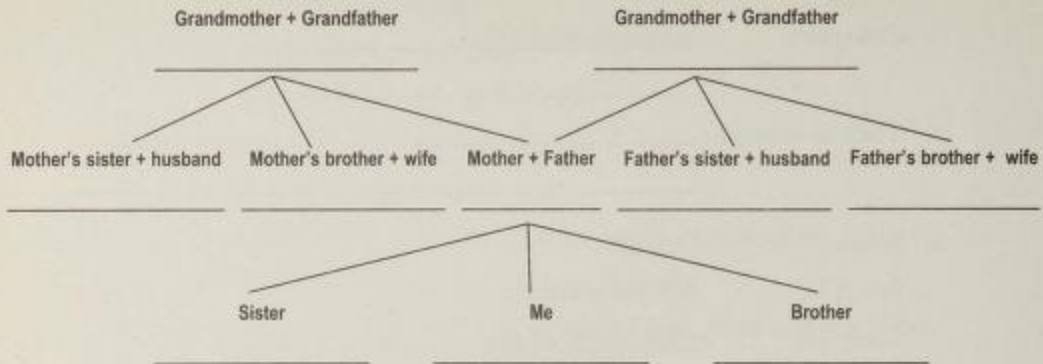 Grandmother + Grandfather Grandmother + Grandfather
Mother's sister + husband Mother's brother + wife Mother + Father Father's sister + husband Father's brother + wife
Sister Me Brother